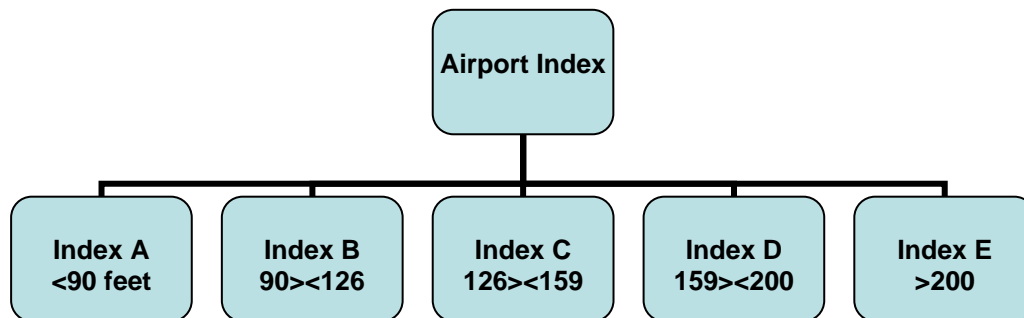 Airport Index
Index A
<90 feet
Index B
90><126
Index C
126><159
Index D
159><200
Index E
>200